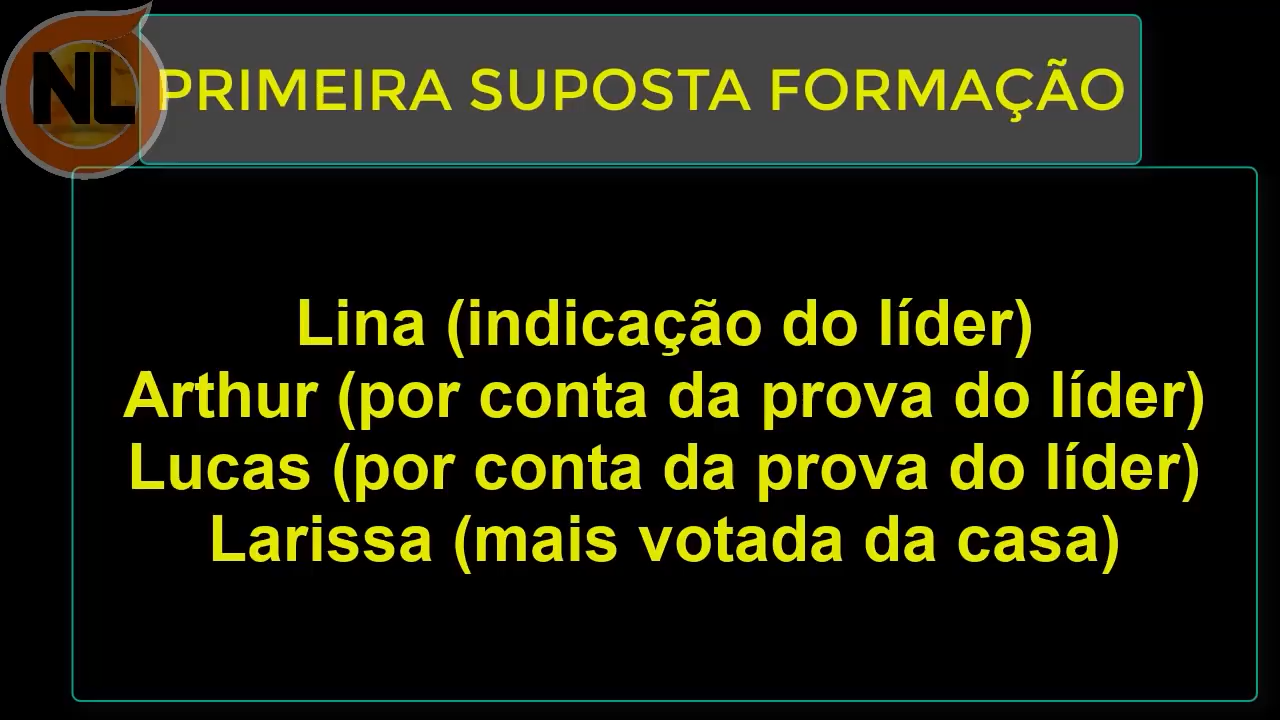 NL
PRIMEIRA SUPOSTA FORMAÇÃO
Lina (indicação do líder)
Arthur (por conta da prova do líder)
Lucas (por conta da prova do líder)
Larissa (mais votada da casa)